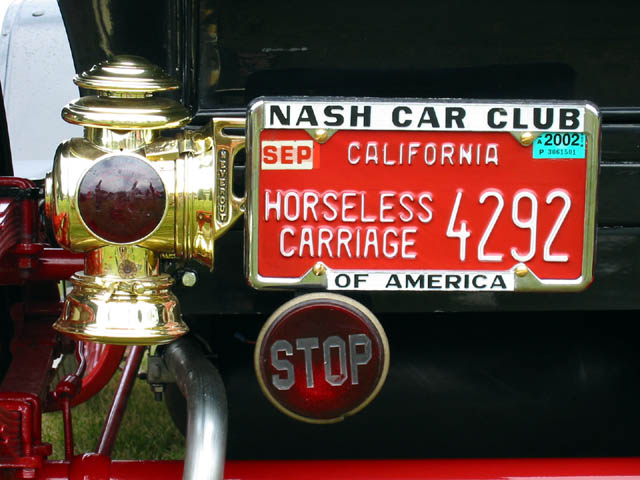 NASH CAR CLUB
SEP
CALIFORNIA
2002
HORSELESS
CARRIAGE
4292
OF AMERICA
STOP